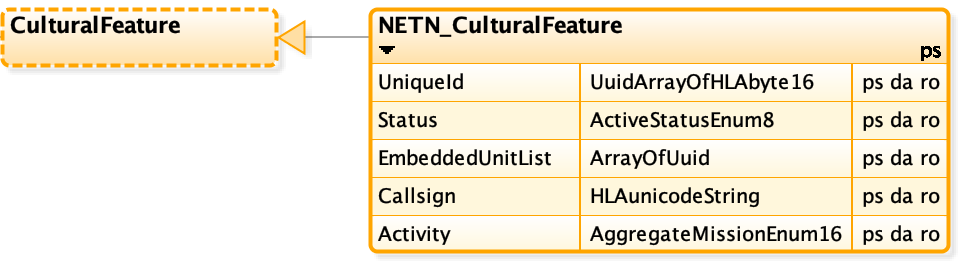 CulturalFeature
NETN_CulturalFeature
ps
UniqueId UuidArrayOfHLAbyte16 ps da ro
Status ActiveStatusEnum8 ps da ro
EmbeddedUnitList ArrayOfUuid ps da ro
Callsign HLAunicodeString ps da ro
Activity AggregateMissionEnum16 ps da ro